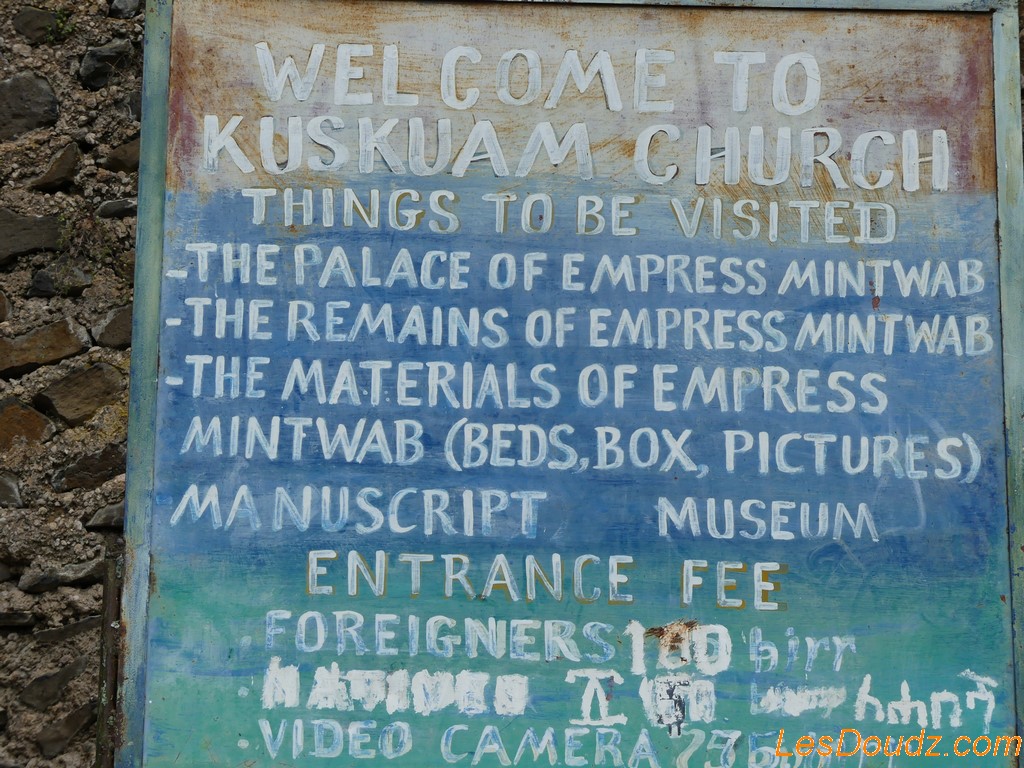 WELCOME TO
KUSKUAM CHURCH
THINGS TO BE VISITED
-THE PALACE OF EMPRESS MINTWAB
-THE REMAINS OF EMPRESS MINTWAB
-THE MATERIALS OF EMPRESS
MINTWAB (BEDS, BOX, PICTURES)
MANUSCRIPT MUSEUM
ENTRANCE FEE
FOREIGNERS birr
VIDEO CAMERA
LesDoudz.com